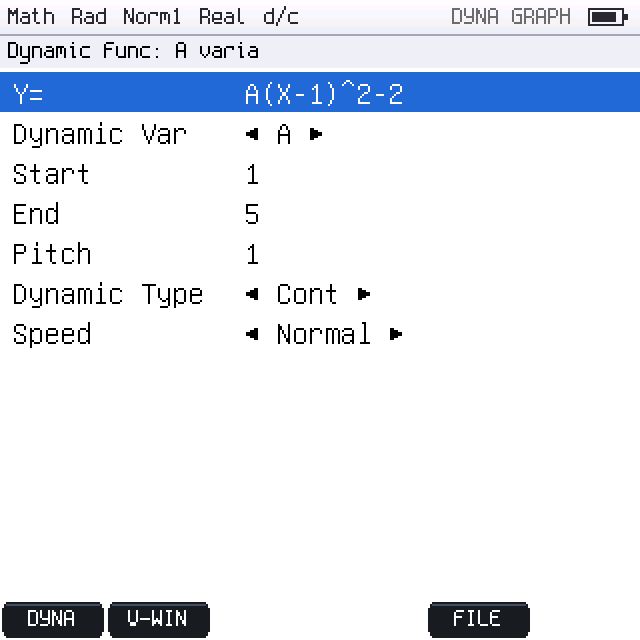 Math Rad Norm1 Real d/c DYNA GRAPH
Dynamic Func: A varia
Y= A(X-1)^2-2
Dynamic Var ◄ A ►
Start 1
End 5
Pitch 1
Dynamic Type ◄ Cont ►
Speed ◄ Normal ►
DYNA V-WIN FILE